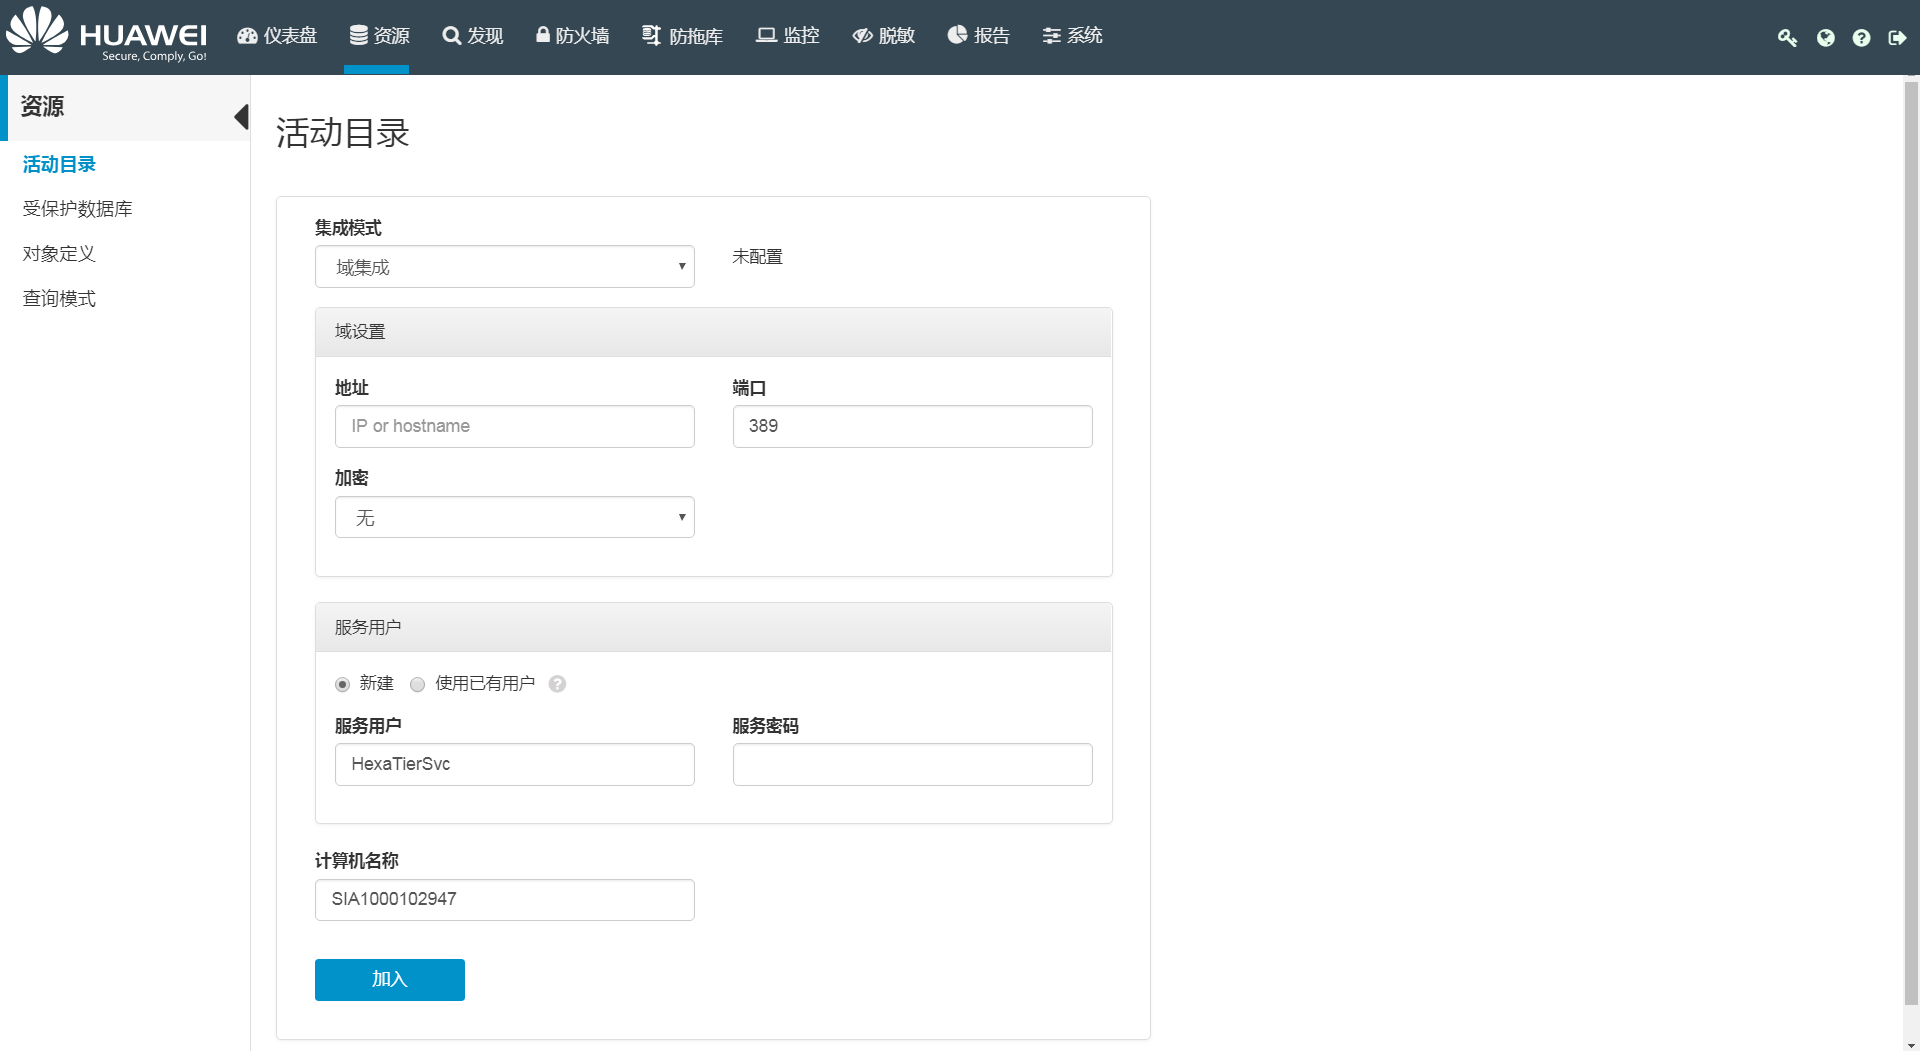 HUAWEI
Secure, Comply, Go!
仪表盘 资源 发现 防火墙 防拖库 监控 脱敏 报告 系统
资源
活动目录
受保护数据库
对象定义
查询模式
活动目录
集成模式
域集成
未配置
域设置
地址 端口
IP or hostname 389
加密
无
服务用户
新建 使用已有用户 ?
服务用户 服务密码
HexaTierSvc
计算机名称
SIA1000102947
加入